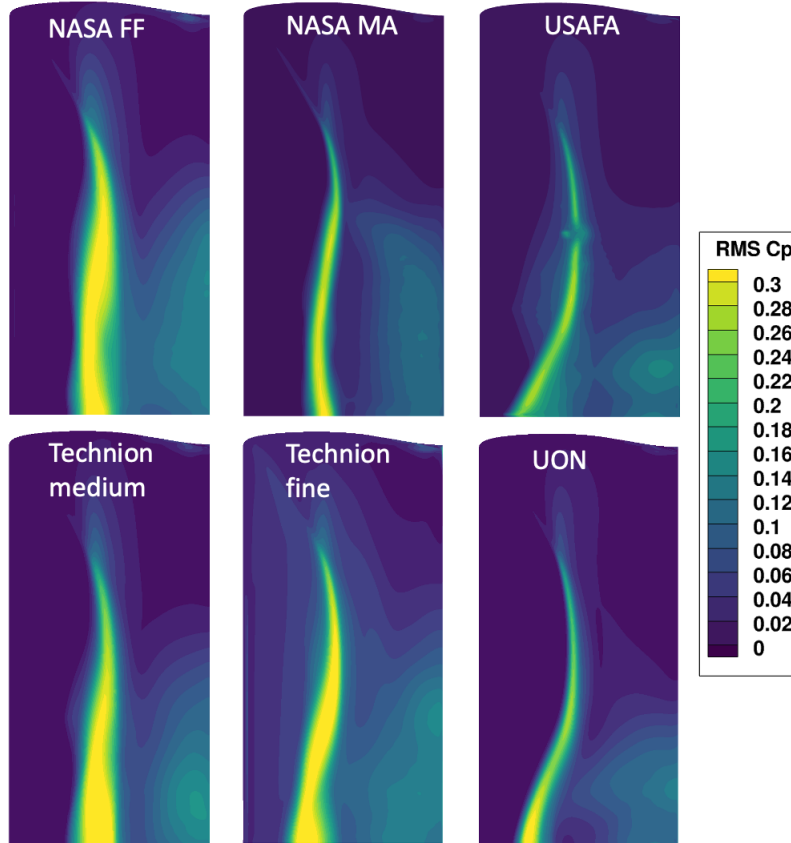 NASA FF
NASA MA
USAFA
Technion
medium
Technion
fine
UON
RMS Cp
0.3
0.28
0.26
0.24
0.22
0.2
0.18
0.16
0.14
0.12
0.1
0.08
0.06
0.04
0.02
0